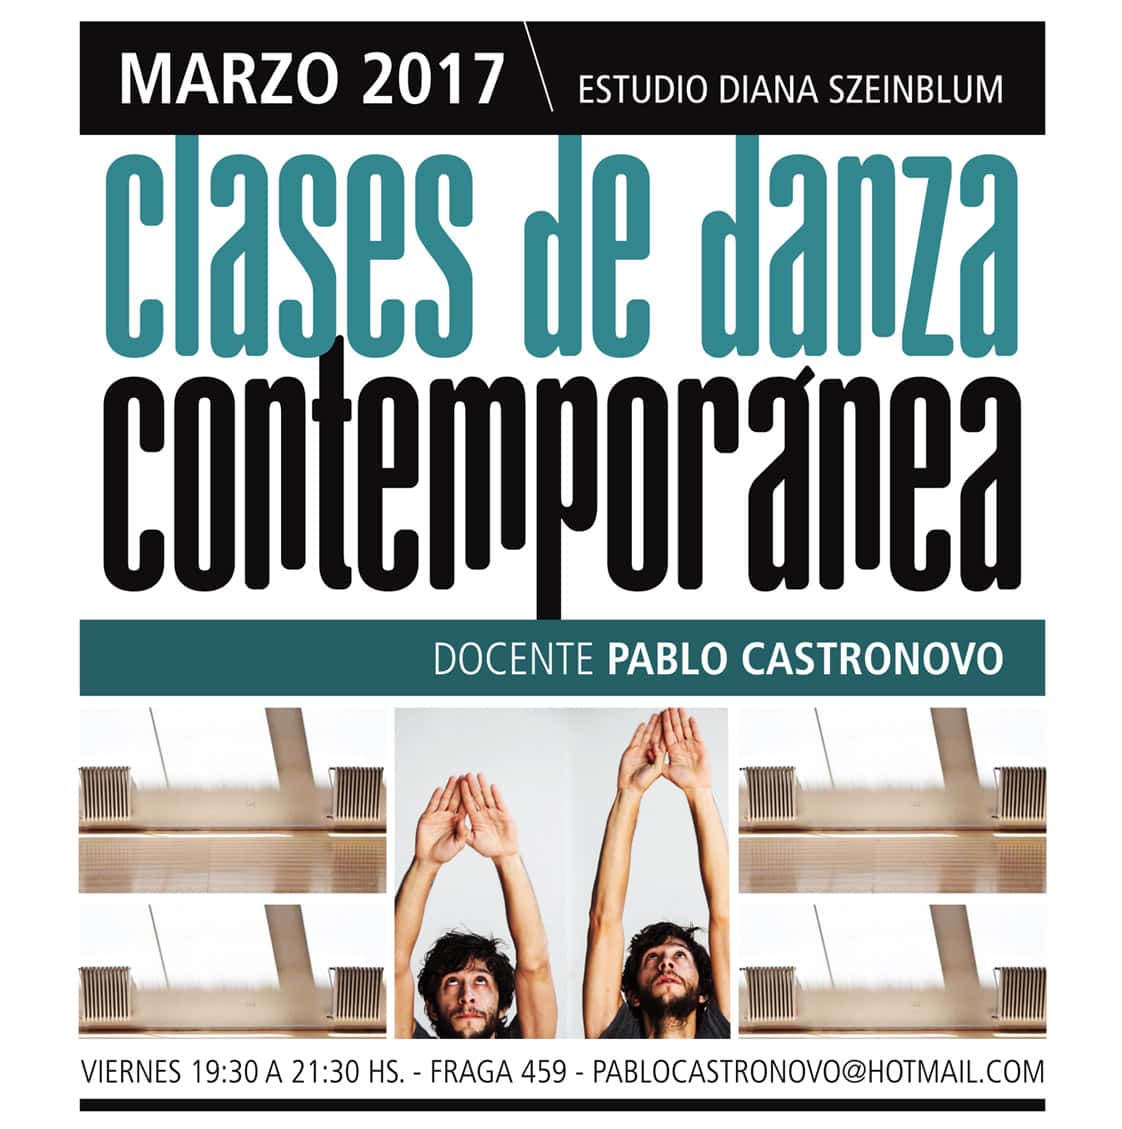 MARZO 2017 \ ESTUDIO DIANA SZEINBLUM
clases de danza
contemporánea
DOCENTE PABLO CASTRONOVO
VIERNES 19:30 A 21:30 HS. - FRAGA 459 - PABLOCASTRONOVO@HOTMAIL.COM